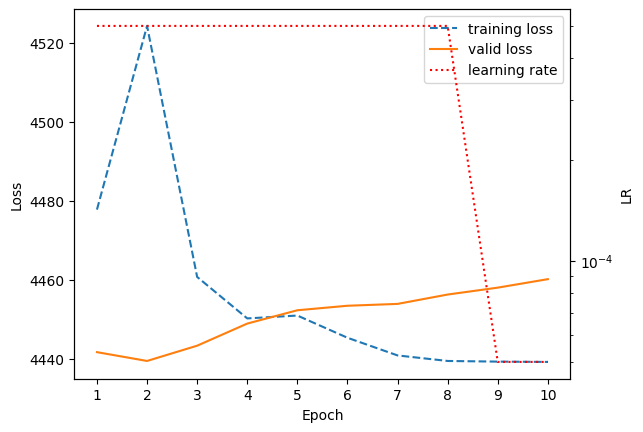 4520
4500
4480
4460
4440
Loss
1 2 3 4 5 6 7 8 9 10
Epoch
training loss
valid loss
learning rate
10⁻⁴
LR